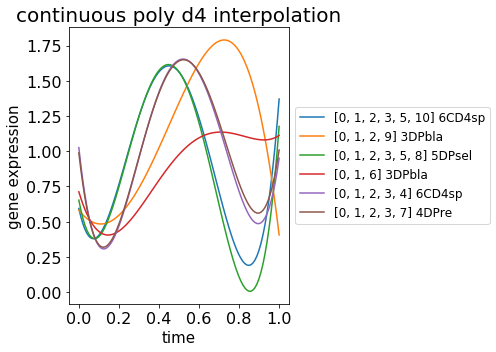 continuous poly d4 interpolation
gene expression
1.75
1.50
1.25
1.00
0.75
0.50
0.25
0.00
0.0 0.2 0.4 0.6 0.8 1.0
time
[0, 1, 2, 3, 5, 10] 6CD4sp
[0, 1, 2, 9] 3DPbla
[0, 1, 2, 3, 5, 8] 5DPsel
[0, 1, 6] 3DPbla
[0, 1, 2, 3, 4] 6CD4sp
[0, 1, 2, 3, 7] 4DPre